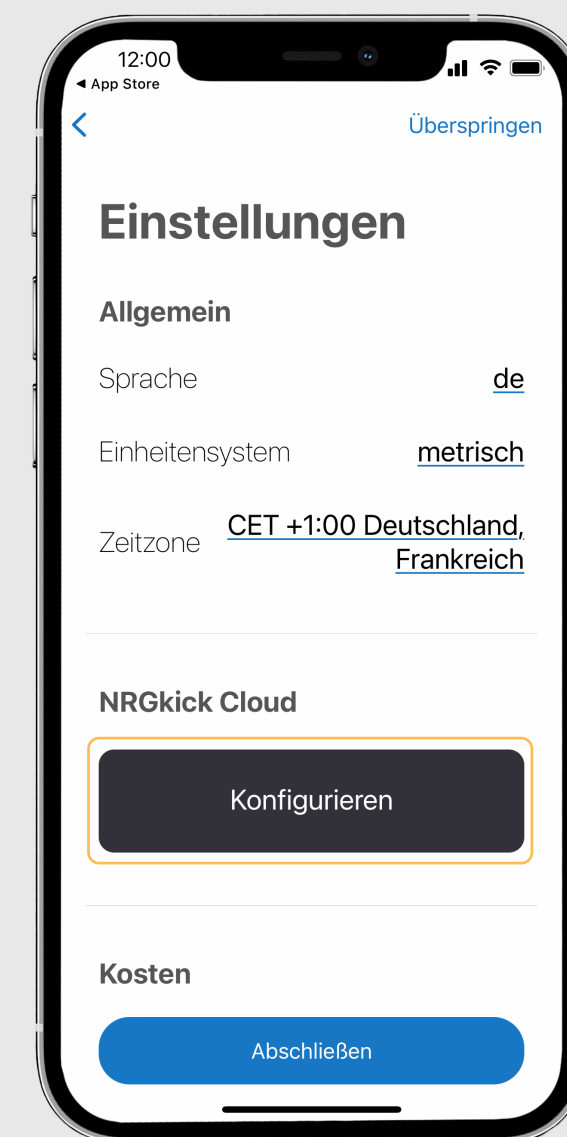 12:00
◀ App Store
Überspringen
Einstellungen
Allgemein
Sprache de
Einheitensystem metrisch
Zeitzone CET +1:00 Deutschland,
Frankreich
NRGkick Cloud
Konfigurieren
Kosten
Abschließen